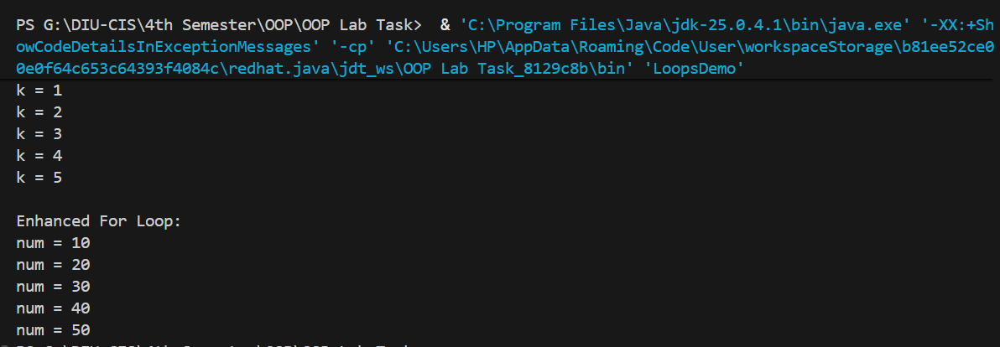 PS G:\DIU-CIS\4th Semester\OOP\OOP Lab Task>  & 'C:\Program Files\Java\jdk-25.0.4.1\bin\java.exe' '-XX:+Sh
owCodeDetailsInExceptionMessages' '-cp' 'C:\Users\HP\AppData\Roaming\Code\User\workspaceStorage\b81ee52ce0
0e0f64c653c64393f4084c\redhat.java\jdt_ws\OOP Lab Task_8129c8b\bin' 'LoopsDemo'
k = 1
k = 2
k = 3
k = 4
k = 5
Enhanced For Loop:
num = 10
num = 20
num = 30
num = 40
num = 50